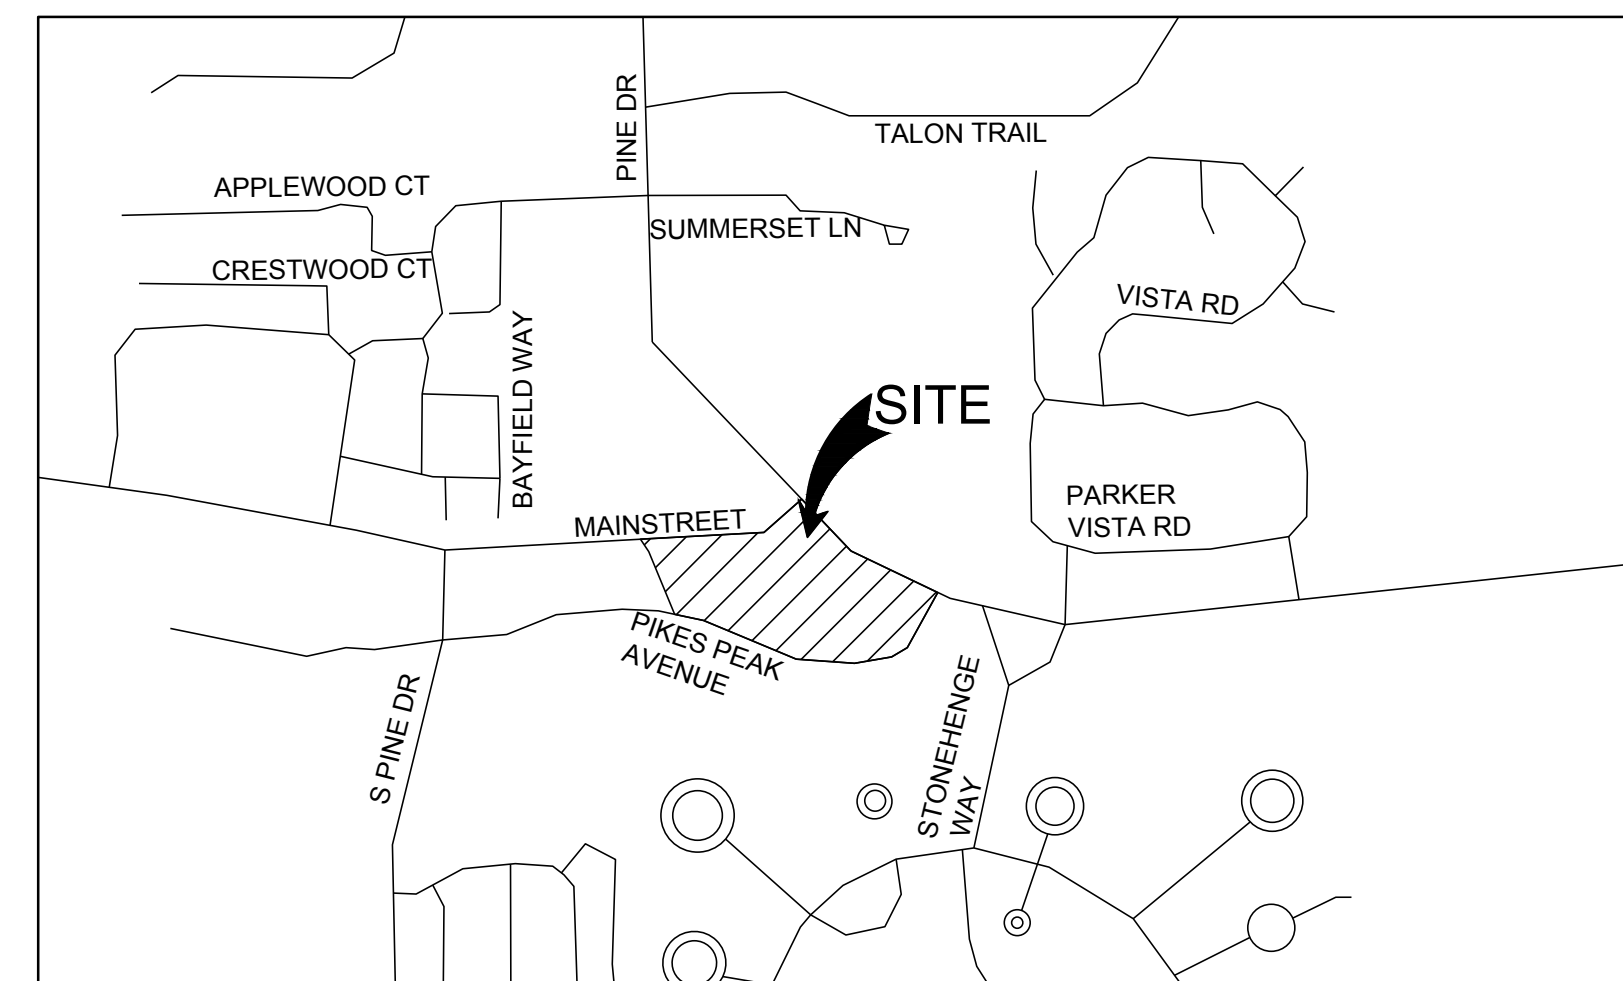 PINE DR
TALON TRAIL
APPLEWOOD CT
SUMMERSET LN
CRESTWOOD CT
VISTA RD
BAYFIELD WAY
SITE
MAINSTREET
PARKER
VISTA RD
PIKES PEAK
AVENUE
S PINE DR
STONEHENGE
WAY